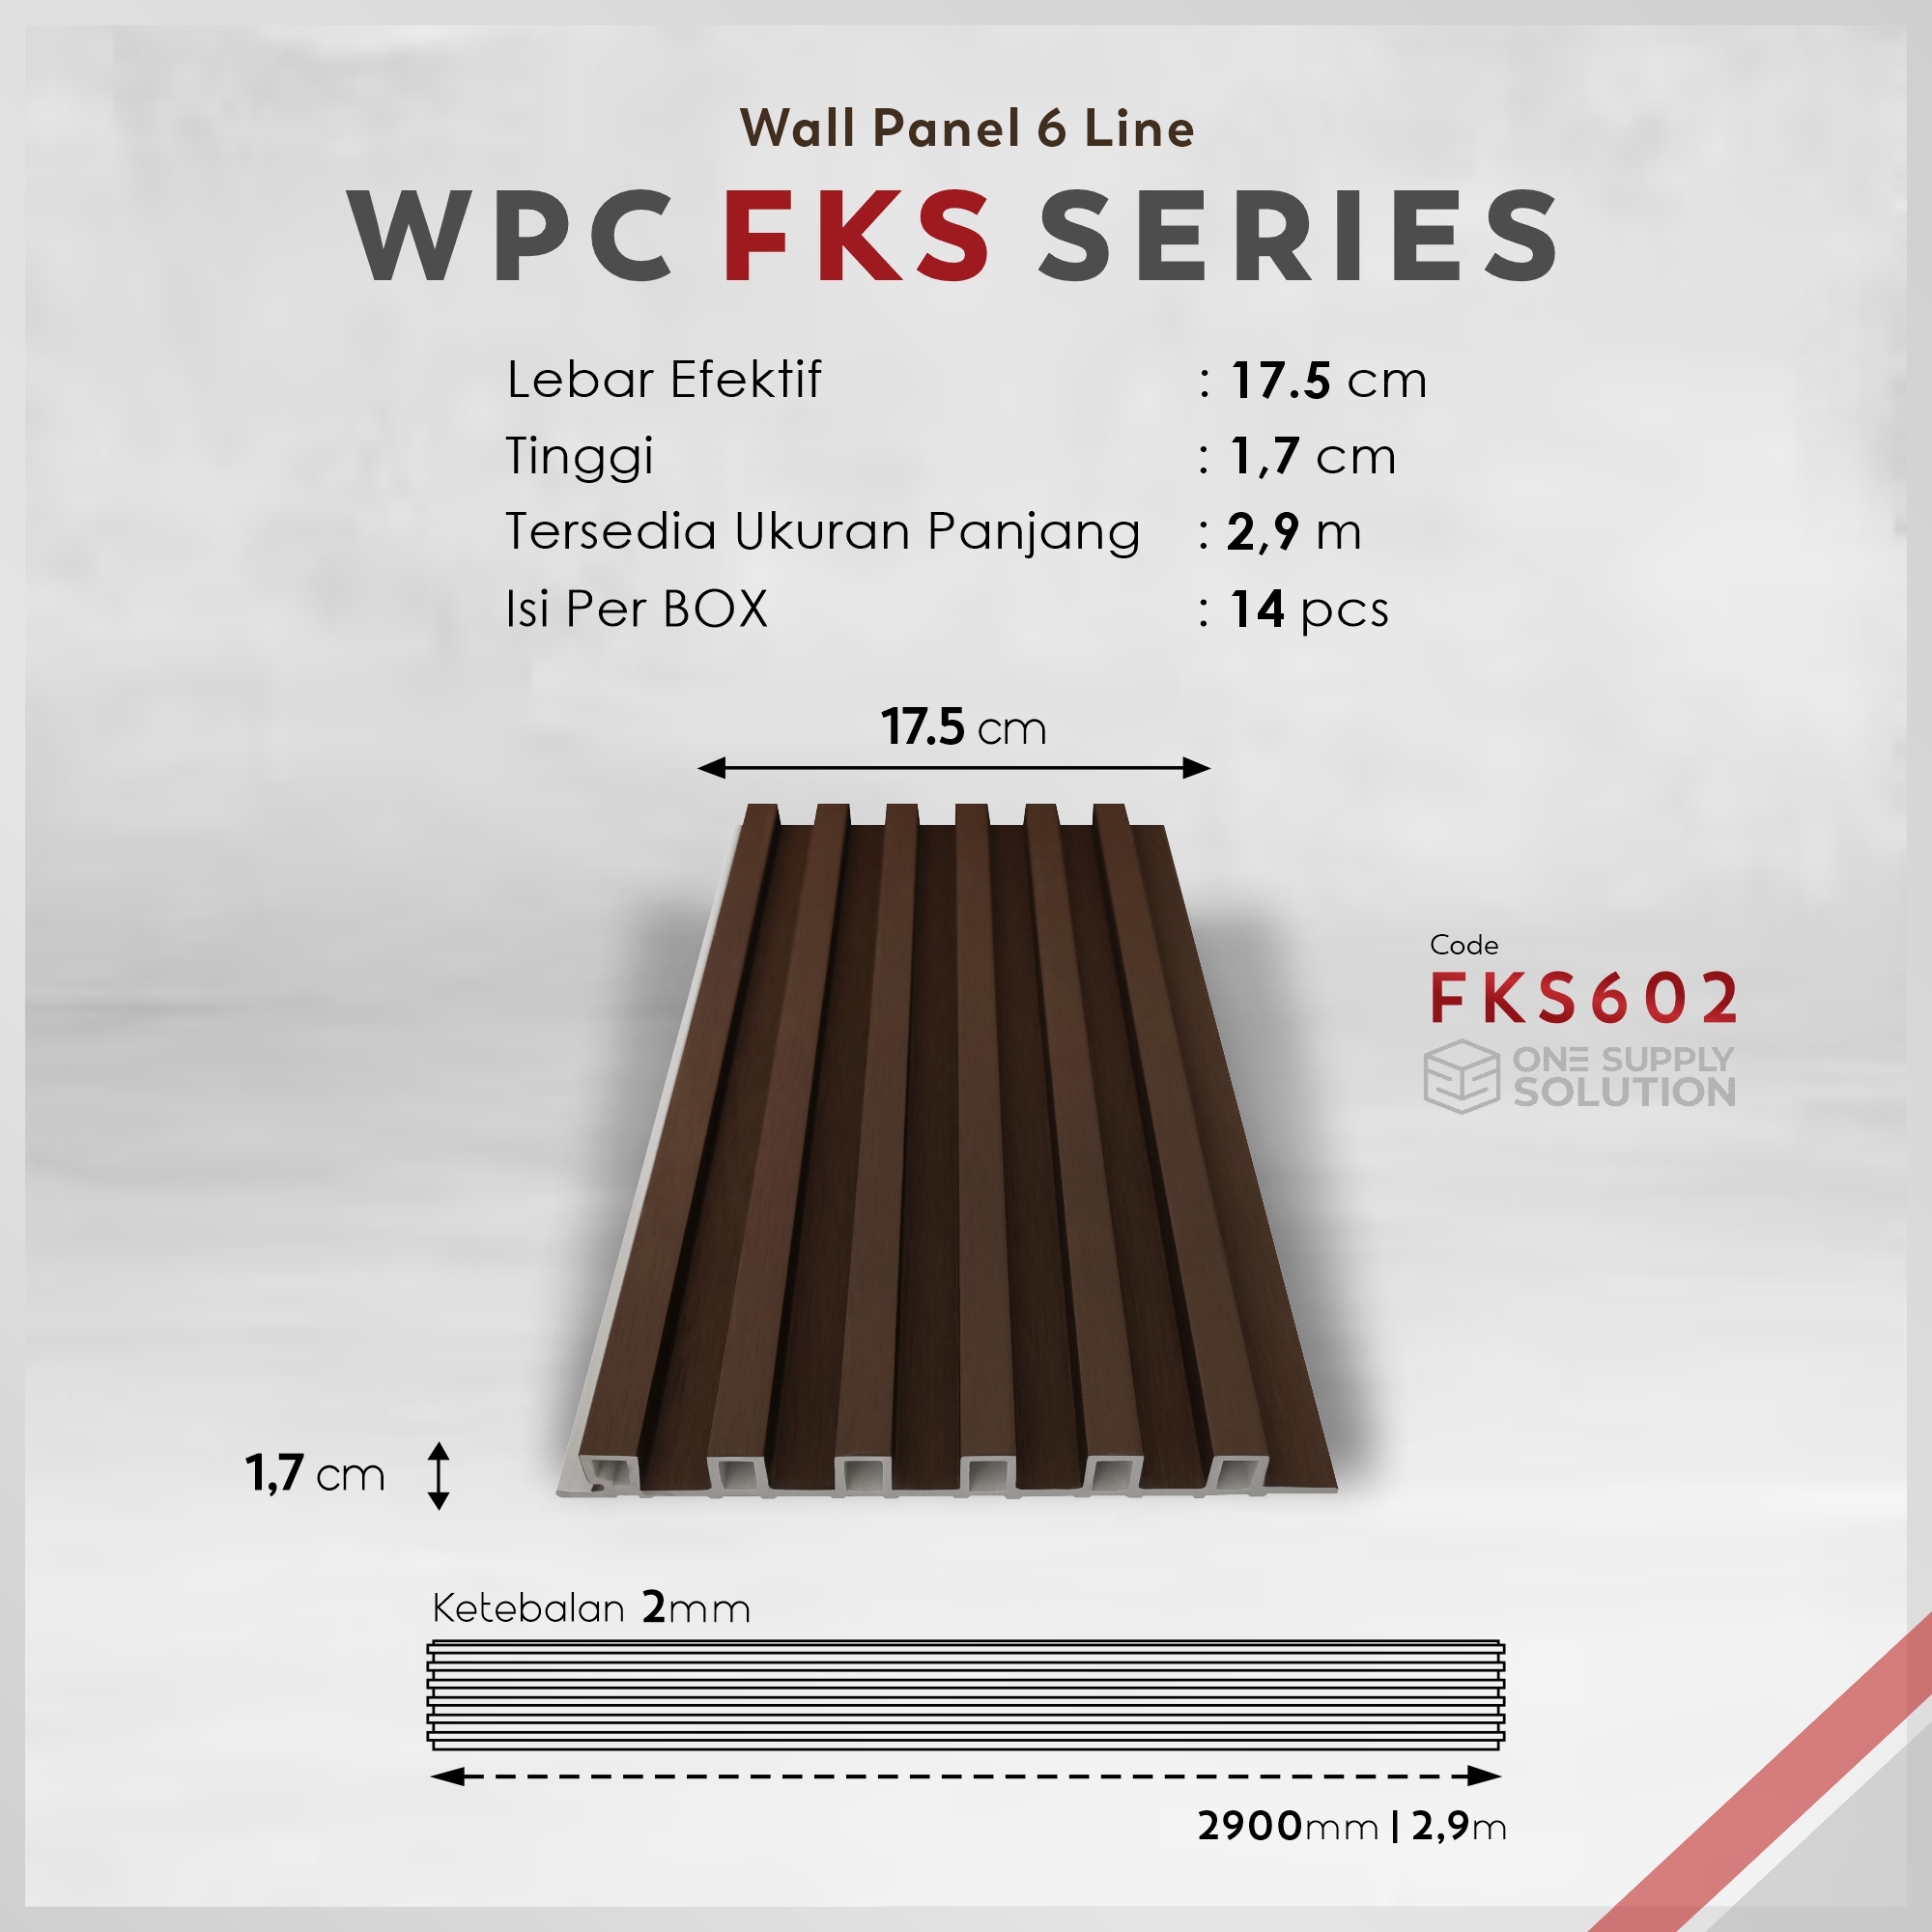 Wall Panel 6 Line
WPC FKS SERIES
Lebar Efektif : 17.5 cm
Tinggi : 1,7 cm
Tersedia Ukuran Panjang : 2,9 m
Isi Per BOX : 14 pcs
17.5 cm
Code
FKS602
ONE SUPPLY
SOLUTION
1,7 cm
Ketebalan 2mm
2900mm | 2,9m